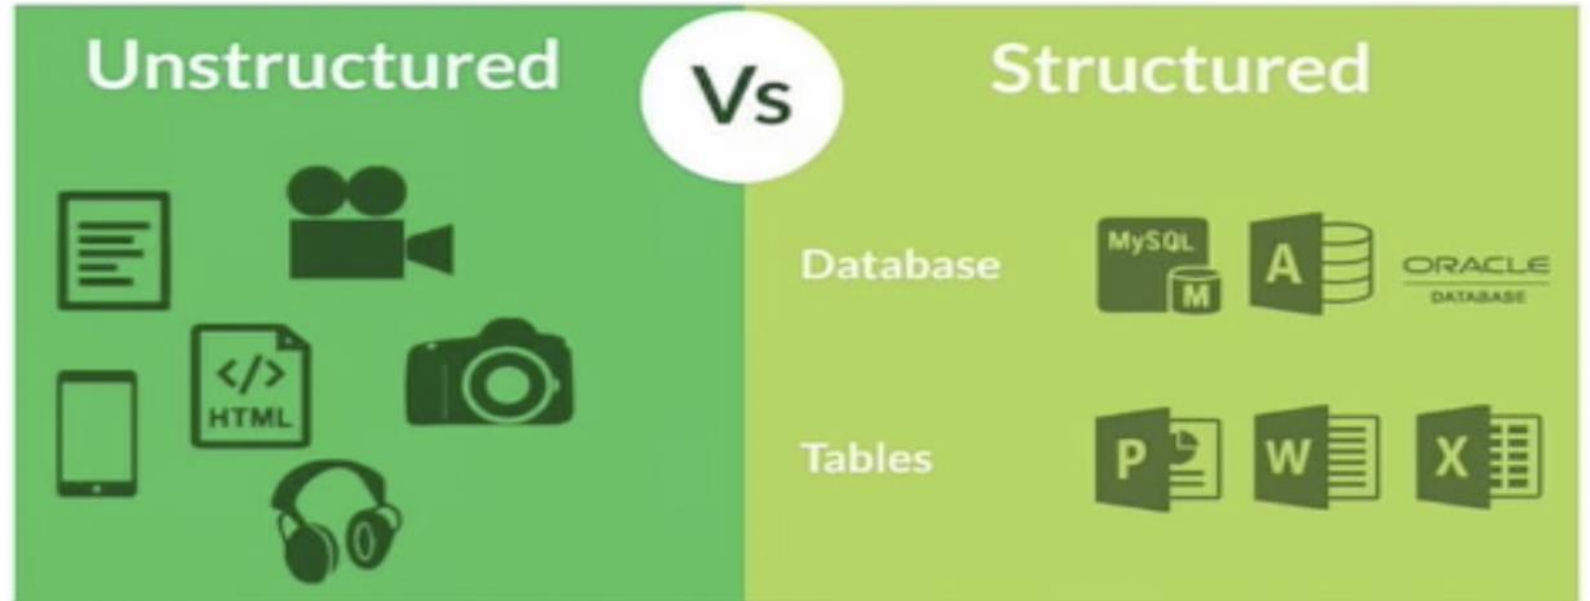 Unstructured
Vs
Structured
</>
HTML
Database
MySQL
M
A
ORACLE
DATABASE
Tables
P
W
X